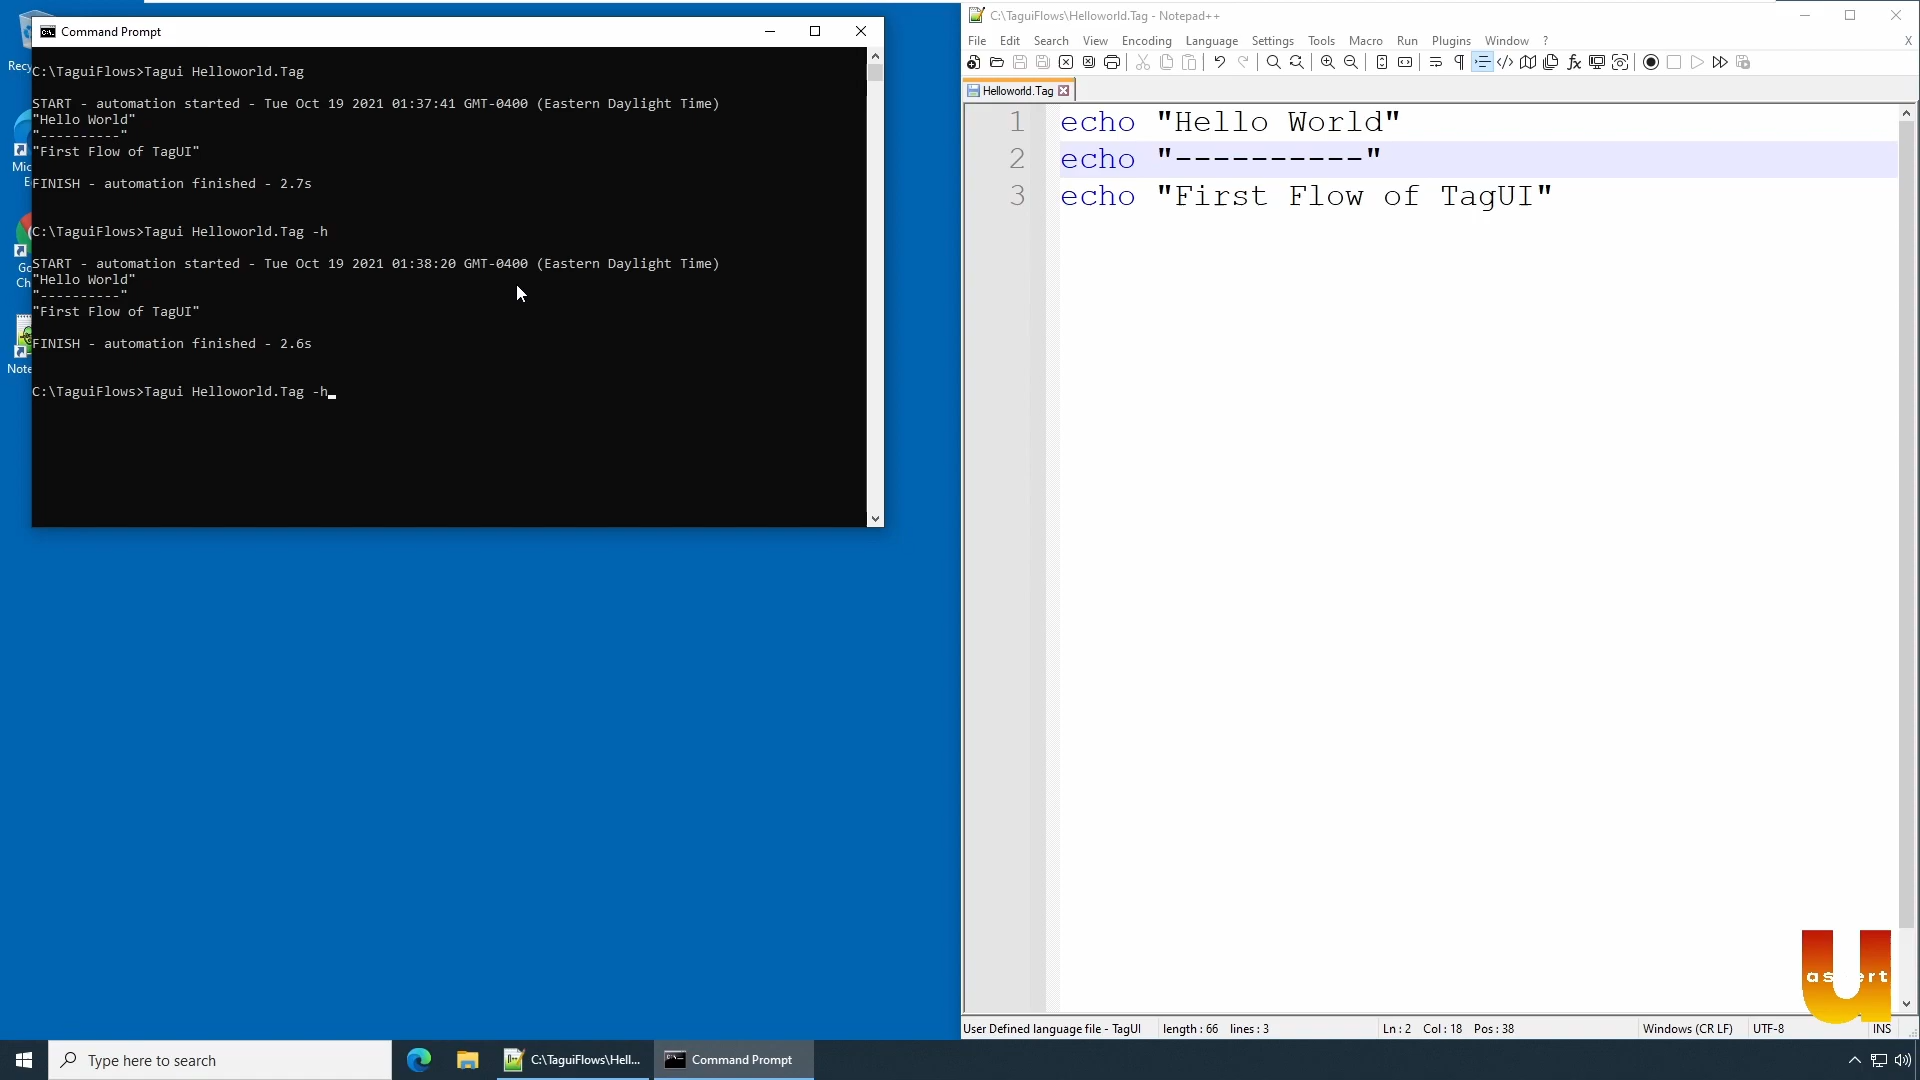 Command Prompt
C:\TaguiFlows>Tagui Helloworld.Tag
START - automation started - Tue Oct 19 2021 01:37:41 GMT-0400 (Eastern Daylight Time)
"Hello World"
"----------"
"First Flow of TagUI"
FINISH - automation finished - 2.7s
C:\TaguiFlows>Tagui Helloworld.Tag -h
START - automation started - Tue Oct 19 2021 01:38:20 GMT-0400 (Eastern Daylight Time)
"Hello World"
"----------"
"First Flow of TagUI"
FINISH - automation finished - 2.6s
C:\TaguiFlows>Tagui Helloworld.Tag -h
Recy
Mic
E
Go
Ch
Note
C:\TaguiFlows\Helloworld.Tag - Notepad++
File Edit Search View Encoding Language Settings Tools Macro Run Plugins Window ? X
Helloworld.Tag
1 echo "Hello World"
2 echo "----------"
3 echo "First Flow of TagUI"
u
User Defined language file - TagUI length : 66 lines : 3 Ln : 2 Col : 18 Pos : 38 Windows (CR LF) UTF-8 INS
Type here to search
C:\TaguiFlows\Hell...
Command Prompt